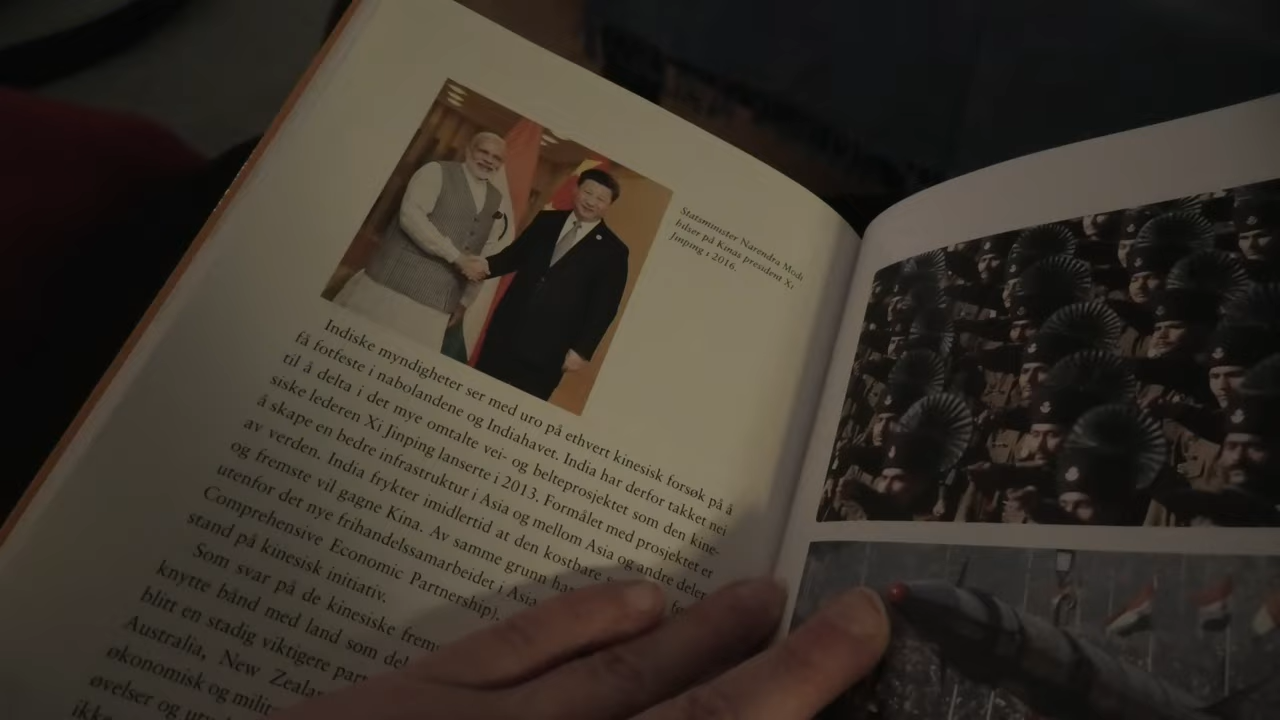 Statsminister Narendra Modi
hilser på Kinas president Xi
Jinping i 2016.
Indiske myndigheter ser med uro på ethvert kinesisk forsøk på å
få fotfeste i nabolandene og Indiahavet. India har derfor takket nei
til å delta i det mye omtalte vei- og belteprosjektet som den kine-
siske lederen Xi Jinping lanserte i 2013. Formålet med prosjektet er
å skape en bedre infrastruktur i Asia og mellom Asia og andre deler
av verden. India frykter imidlertid at den kostbare
og fremste vil gagne Kina. Av samme grunn har
utenfor det nye frihandelssamarbeidet i Asia
Comprehensive Economic Partnership).
stand på kinesisk initiativ.
Som svar på de kinesiske
knytte bånd med land som
blitt en stadig viktigere
Australia, New
økonomisk og
øvelser og
ikke